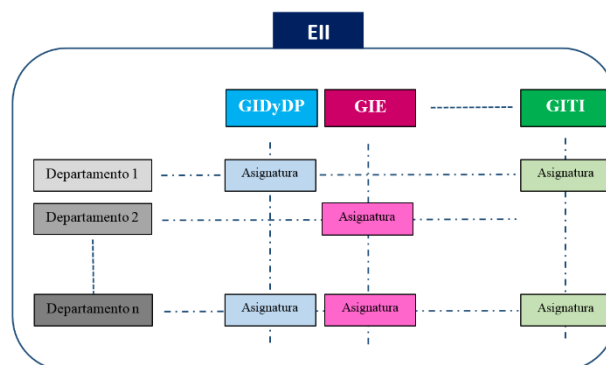 EII
GIDyDP GIE GITI
Departamento 1 Asignatura Asignatura
Departamento 2 Asignatura
Departamento n Asignatura Asignatura Asignatura